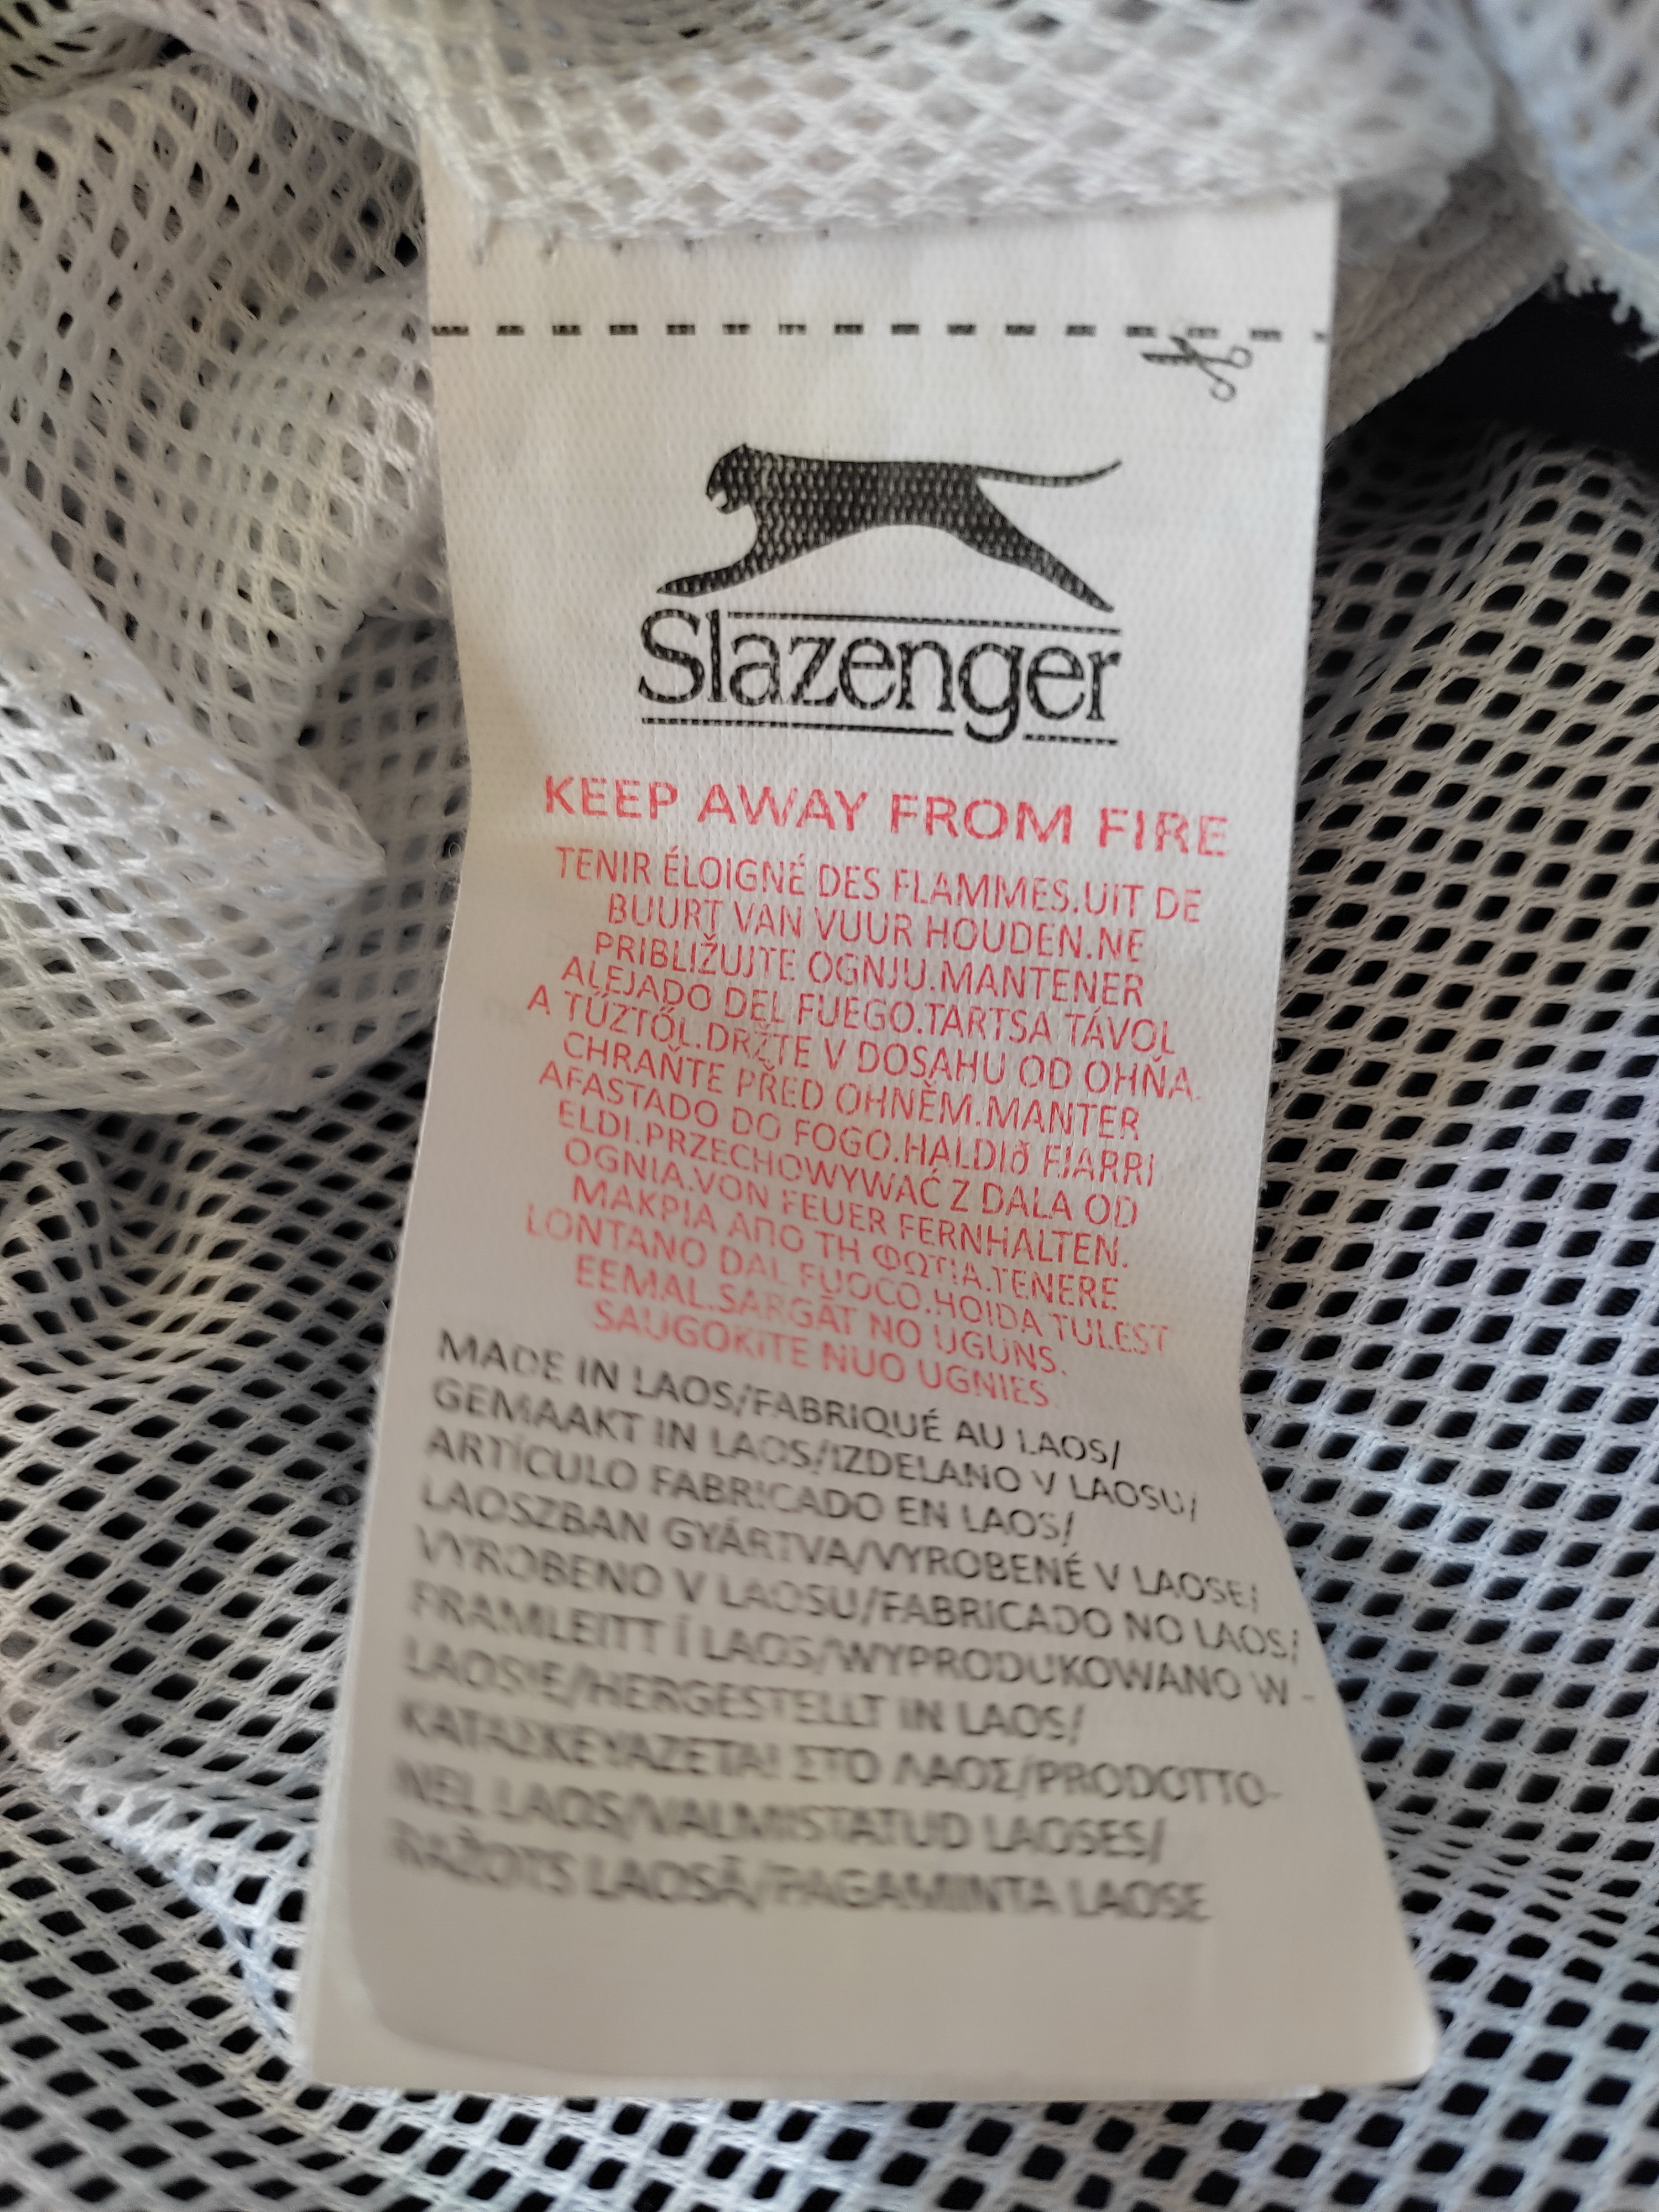 Slazenger
KEEP AWAY FROM FIRE
TENIR ÉLOIGNÉ DES FLAMMES.UIT DE
BUURT VAN VUUR HOUDEN.NE
PRIBLIŽUJTE OGNJU.MANTENER
ALEJADO DEL FUEGO.TARTSA TÁVOL
A TŰZTŐL.DRŽTE V DOSAHU OD OHŇA.
CHRAŇTE PŘED OHNĚM.MANTER
AFASTADO DO FOGO.HALDIð FJARRI
ELDI.PRZECHOWYWAĆ Z DALA OD
OGNIA.VON FEUER FERNHALTEN.
ΜΑΚΡΙΑ ΑΠΟ ΤΗ ΦΩΤΙΑ.TENERE
LONTANO DAL FUOCO.HOIDA TULEST
EEMAL.SARGĀT NO UGUNS.
SAUGOKITE NUO UGNIES.
MADE IN LAOS/FABRIQUÉ AU LAOS/
GEMAAKT IN LAOS/IZDELANO V LAOSU/
ARTÍCULO FABRICADO EN LAOS/
LAOSZBAN GYÁRTVA/VYROBENÉ V LAOSE/
VYROBENO V LAOSU/FABRICADO NO LAOS/
FRAMLEITT Í LAOS/WYPRODUKOWANO W -
LAOSIE/HERGESTELLT IN LAOS/
ΚΑΤΑΣΚΕΥΑΖΕΤΑΙ ΣΤΟ ΛΑΟΣ/PRODOTTO-
NEL LAOS/VALMISTATUD LAOSES/
RAŽOTS LAOSĀ/PAGAMINTA LAOSE